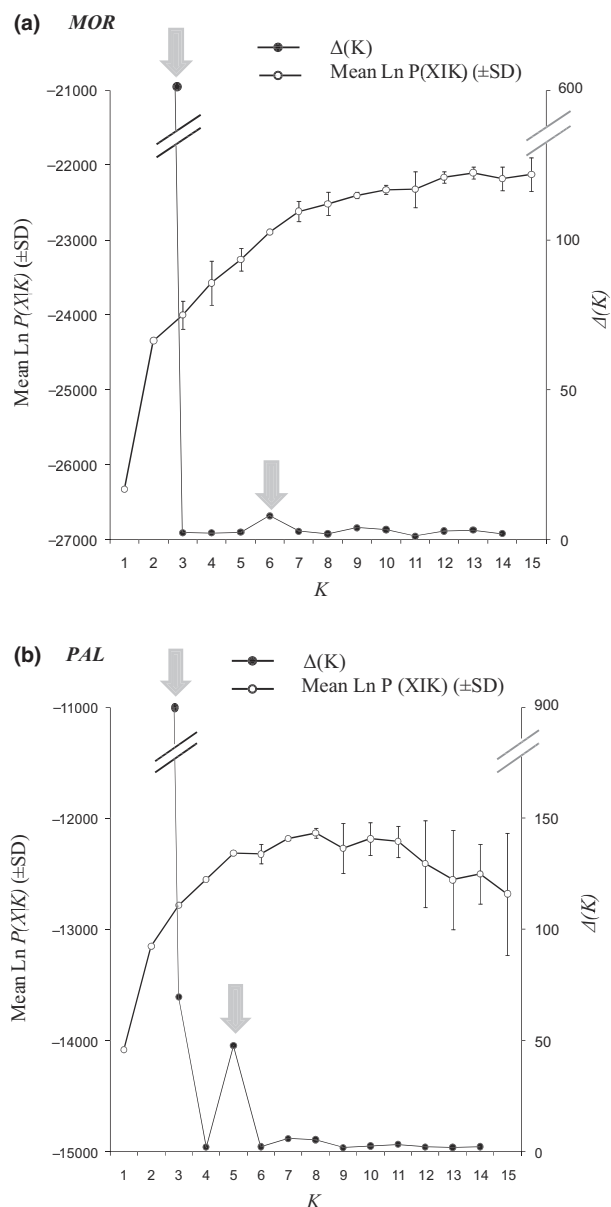 (a) MOR
Δ(K)
Mean Ln P(XIK) (±SD)
−21000
−22000
−23000
−24000
−25000
−26000
−27000
Mean Ln P(X|K) (±SD)
600
100
50
0
Δ(K)
1 2 3 4 5 6 7 8 9 10 11 12 13 14 15
K
(b) PAL
Δ(K)
Mean Ln P (XIK) (±SD)
−11000
−12000
−13000
−14000
−15000
Mean Ln P(X|K) (±SD)
900
150
100
50
0
Δ(K)
1 2 3 4 5 6 7 8 9 10 11 12 13 14 15
K